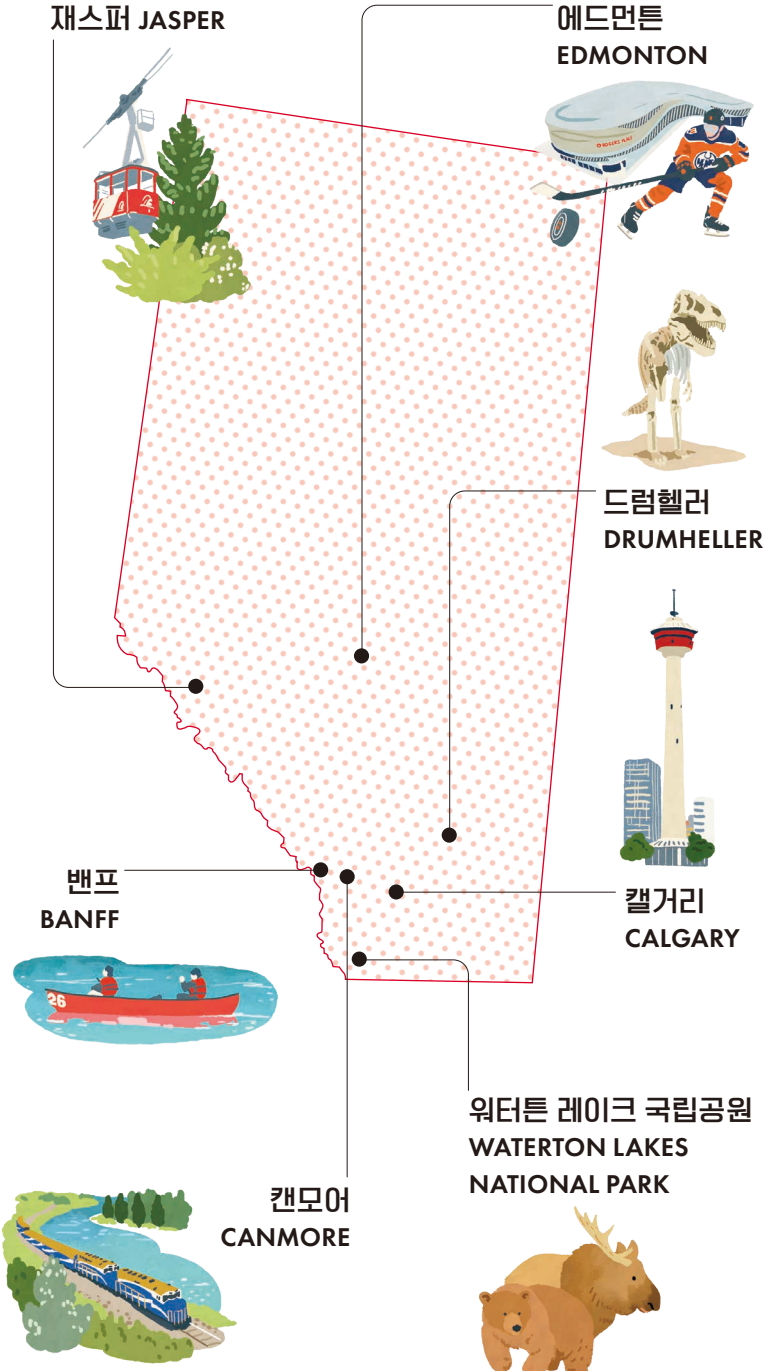 재스퍼 JASPER
에드먼튼
EDMONTON
ROGERS PLACE
드럼헬러
DRUMHELLER
밴프
BANFF
26
캘거리
CALGARY
워터튼 레이크 국립공원
WATERTON LAKES
NATIONAL PARK
캔모어
CANMORE